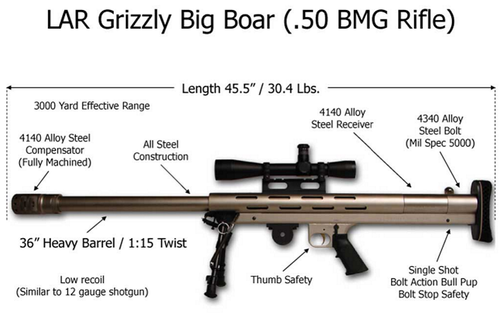 LAR Grizzly Big Boar (.50 BMG Rifle)
Length 45.5” / 30.4 Lbs.
3000 Yard Effective Range
4140 Alloy Steel
Compensator
(Fully Machined)
All Steel
Construction
4140 Alloy
Steel Receiver
4340 Alloy
Steel Bolt
(Mil Spec 5000)
36” Heavy Barrel / 1:15 Twist
Low recoil
(Similar to 12 gauge shotgun)
Thumb Safety
Single Shot
Bolt Action Bull Pup
Bolt Stop Safety